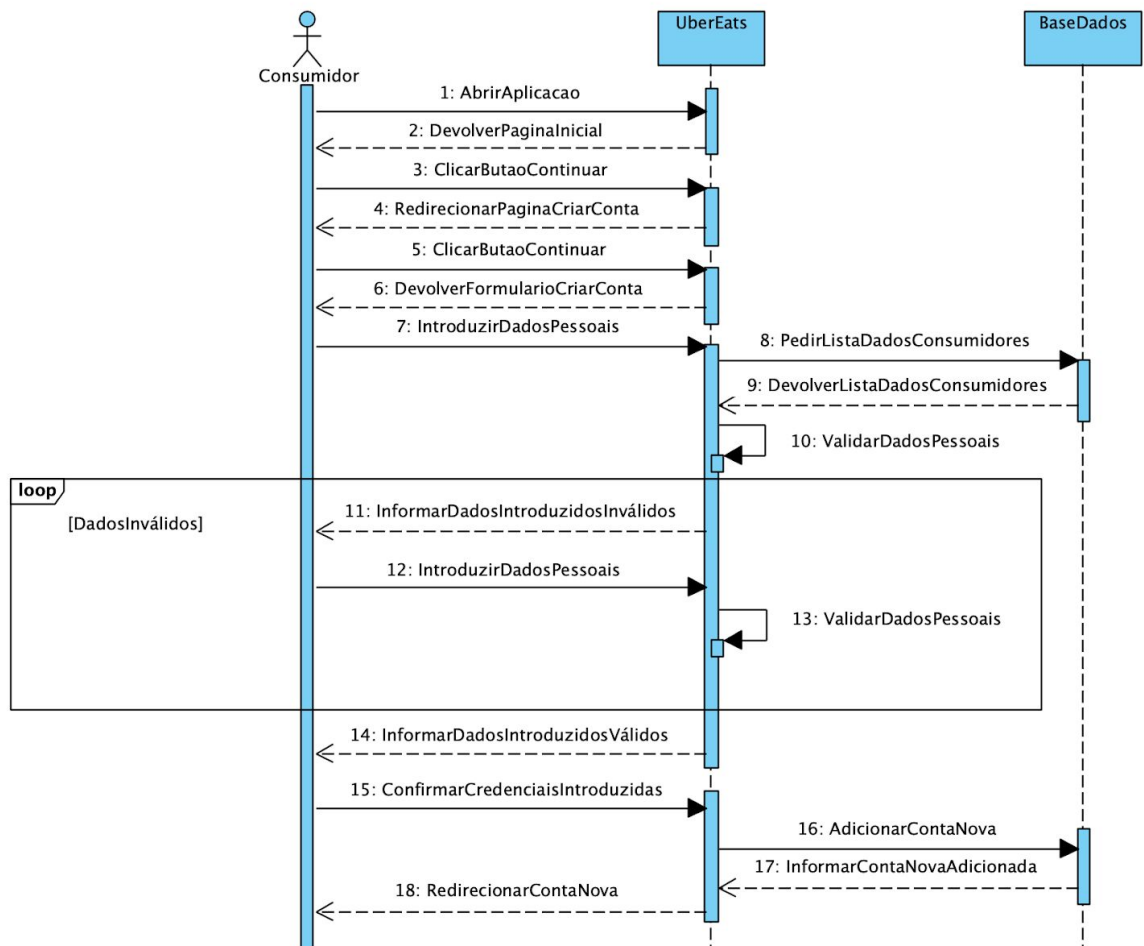 UberEats
BaseDados
Consumidor
1: AbrirAplicacao
2: DevolverPaginaInicial
3: ClicarButaoContinuar
4: RedirecionarPaginaCriarConta
5: ClicarButaoContinuar
6: DevolverFormularioCriarConta
7: IntroduzirDadosPessoais
8: PedirListaDadosConsumidores
9: DevolverListaDadosConsumidores
10: ValidarDadosPessoais
loop
[DadosInválidos]
11: InformarDadosIntroduzidosInválidos
12: IntroduzirDadosPessoais
13: ValidarDadosPessoais
14: InformarDadosIntroduzidosVálidos
15: ConfirmarCredenciaisIntroduzidas
16: AdicionarContaNova
17: InformarContaNovaAdicionada
18: RedirecionarContaNova